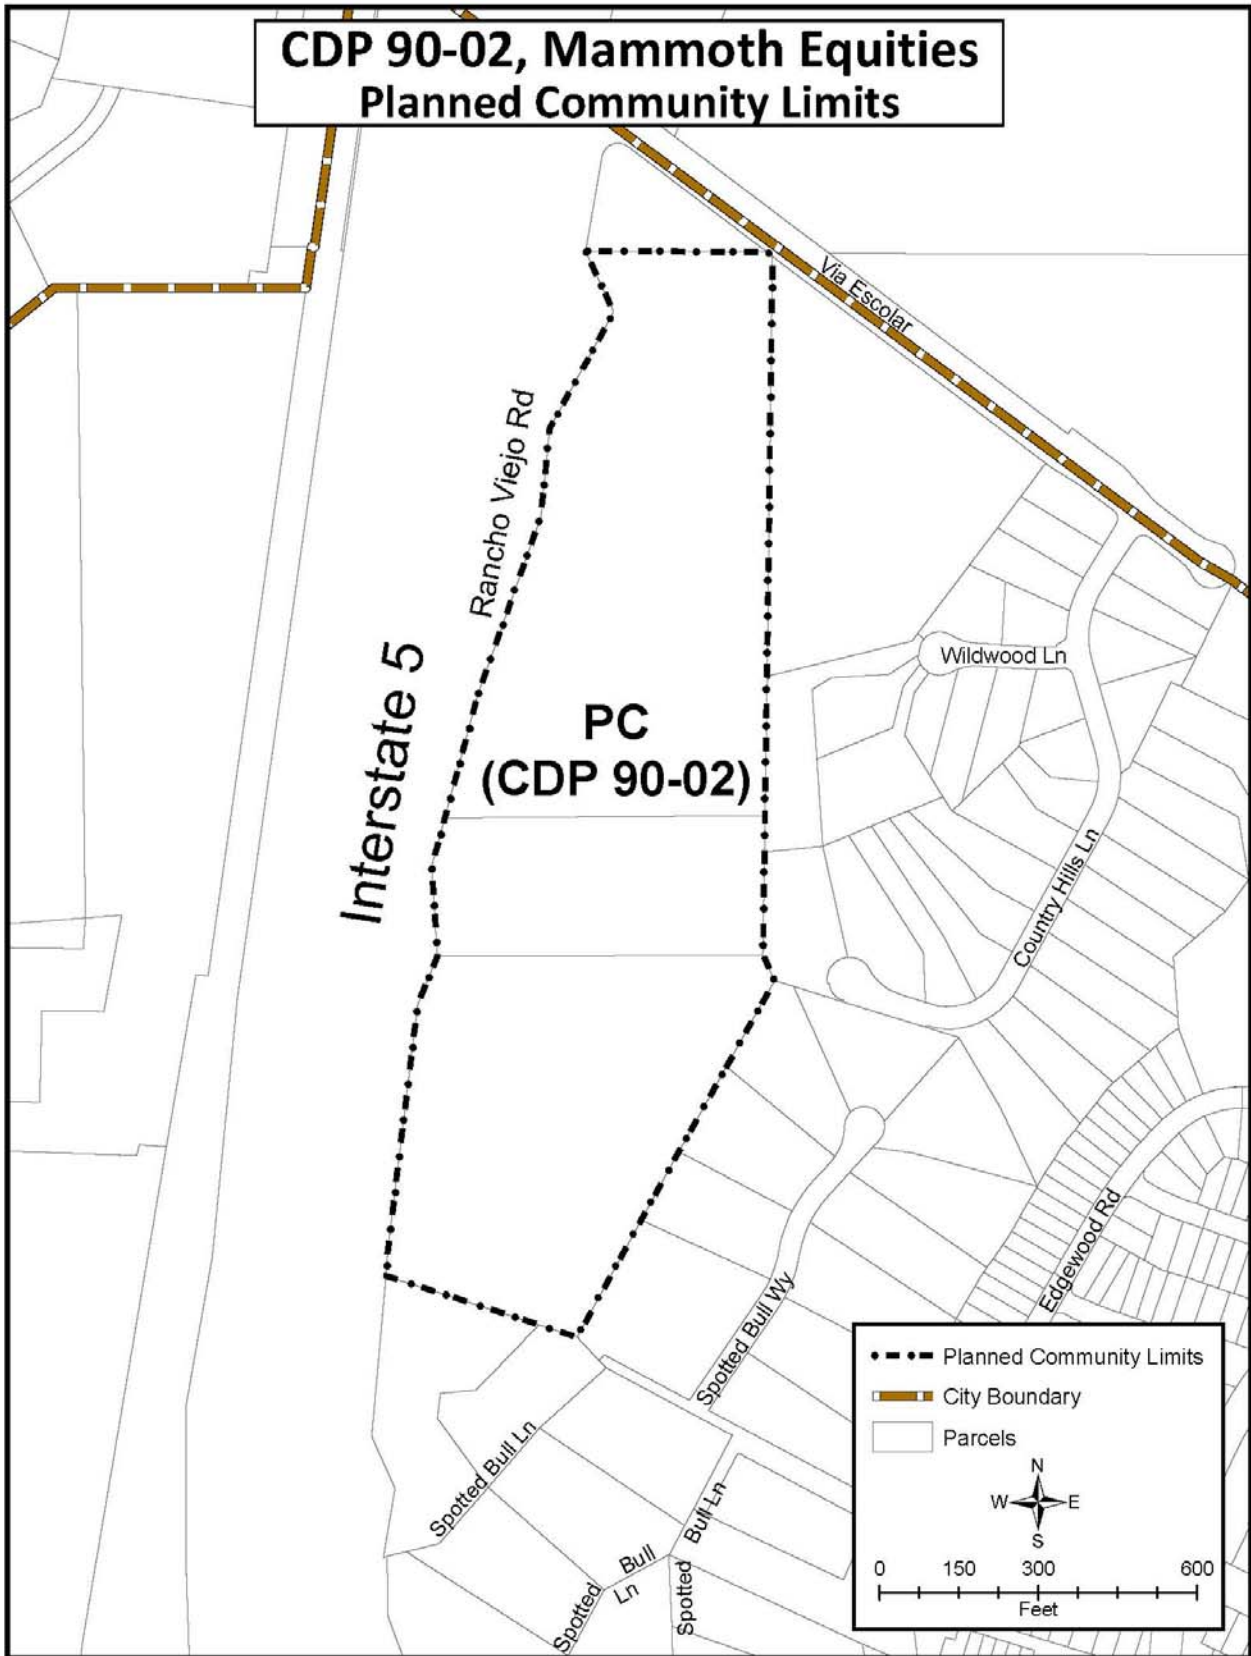 CDP 90-02, Mammoth Equities
Planned Community Limits
Via Escolar
Rancho Viejo Rd
Interstate 5
PC
(CDP 90-02)
Wildwood Ln
Country Hills Ln
Edgewood Rd
Spotted Bull Wy
Spotted Bull Ln
Bull Ln
Bull
Ln
Spotted
Spotted
Planned Community Limits
City Boundary
Parcels
N
W E
S
0 150 300 600
Feet